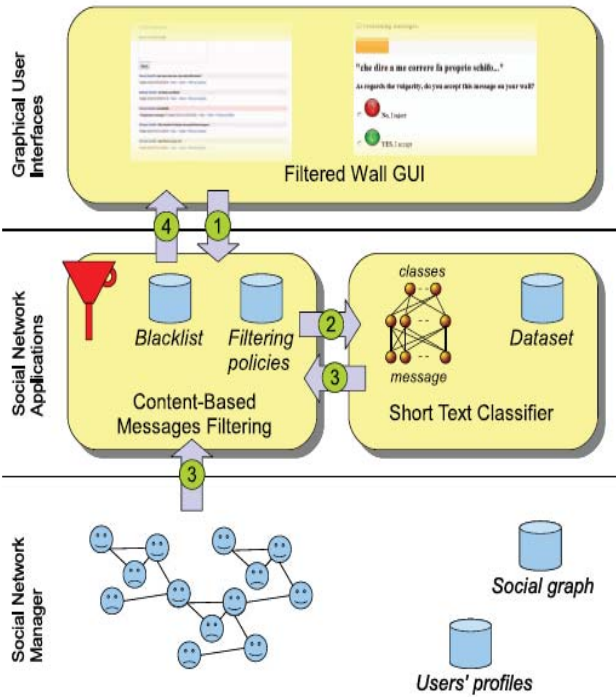 Graphical User
Interfaces
"che dire a me correre fa proprio schifo..."
As regards the vulgarity, do you accept this message on your wall?
No, I reject
YES, I accept
Filtered Wall GUI
4
1
Social Network
Applications
Blacklist
Filtering
policies
Content-Based
Messages Filtering
2
3
classes
message
Dataset
Short Text Classifier
3
Social Network
Manager
Social graph
Users' profiles